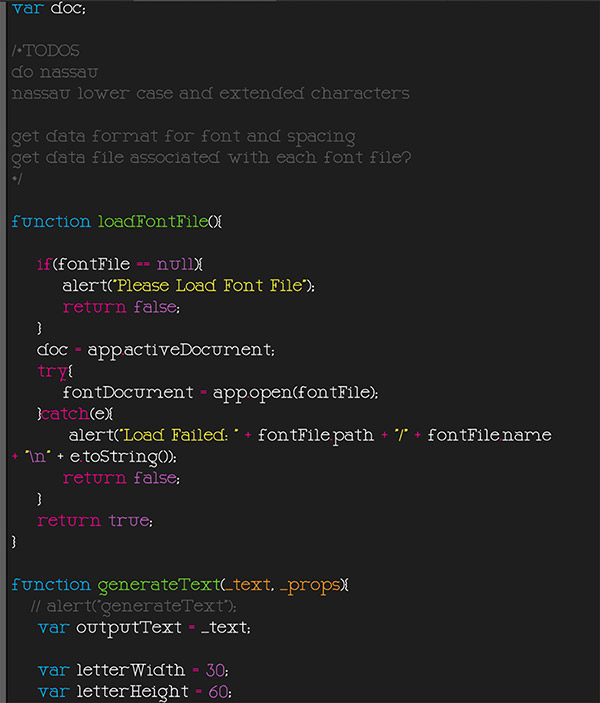 var doc;
/*TODOS
do nassau
nassau lower case and extended characters
get data format for font and spacing
get data file associated with each font file?
*/
function loadFontFile(){
if(fontFile == null){
alert("Please Load Font File");
return false;
}
doc = app.activeDocument;
try{
fontDocument = app.open(fontFile);
}catch(e){
alert("Load Failed: " + fontFile.path + "/" + fontFile.name
+ "\n" + e.toString());
return false;
}
return true;
}
function generateText(_text, _props){
// alert("generateText");
var outputText = _text;
var letterWidth = 30;
var letterHeight = 60;